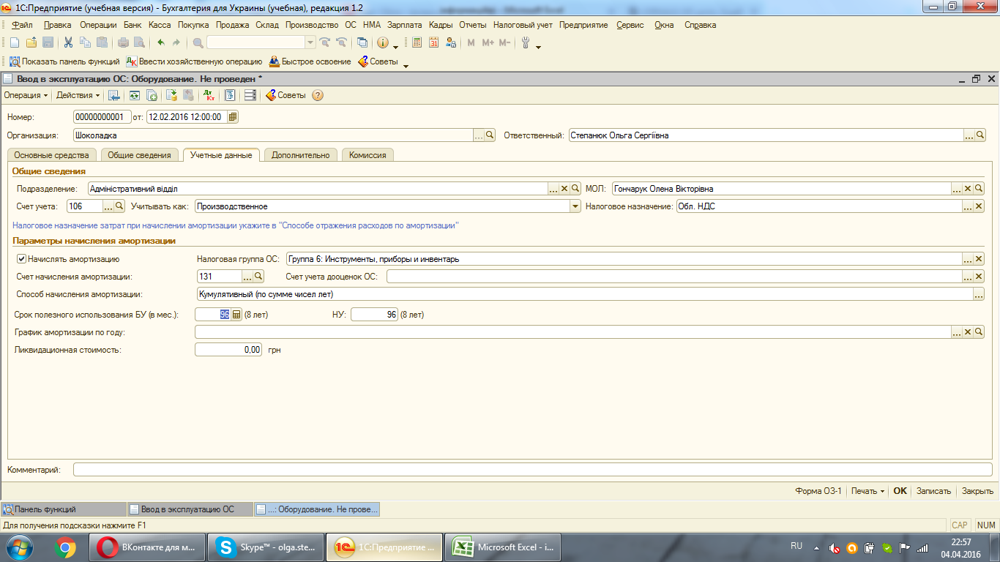 1С:Предприятие (учебная версия) - Бухгалтерия для Украины (учебная), редакция 1.2
Файл Правка Операции Банк Касса Покупка Продажа Склад Производство ОС НМА Зарплата Кадры Отчеты Налоговый учет Предприятие Сервис Окна Справка
M M+ M-
Показать панель функций Ввести хозяйственную операцию Быстрое освоение Советы
Ввод в эксплуатацию ОС: Оборудование. Не проведен *
Операция Действия Дт Кт Советы
Номер: 00000000001 от: 12.02.2016 12:00:00
Организация: Шоколадка ... Ответственный: Степанюк Ольга Сергіївна ...
Основные средства Общие сведения Учетные данные Дополнительно Комиссия
Общие сведения
Подразделение: Адміністративний відділ ... МОЛ: Гончарук Олена Вікторівна ...
Счет учета: 106 ... Учитывать как: Производственное Налоговое назначение: Обл. НДС ...
Налоговое назначение затрат при начислении амортизации укажите в "Способе отражения расходов по амортизации"
Параметры начисления амортизации
Начислять амортизацию Налоговая группа ОС: Группа 6: Инструменты, приборы и инвентарь ...
Счет начисления амортизации: 131 ... Счет учета дооценок ОС: ...
Способ начисления амортизации: Кумулятивный (по сумме чисел лет) ...
Срок полезного использования БУ (в мес.): 96 (8 лет) НУ: 96 (8 лет)
График амортизации по году: ...
Ликвидационная стоимость: 0,00 грн
Комментарий:
Форма ОЗ-1 Печать OK Записать Закрыть
Панель функций Ввод в эксплуатацию ОС ...: Оборудование. Не прове...
Для получения подсказки нажмите F1 CAP NUM
ВКонтакте для м... Skype™ - olga.ste... 1С:Предприятие ... Microsoft Excel - i... RU 22:57
04.04.2016